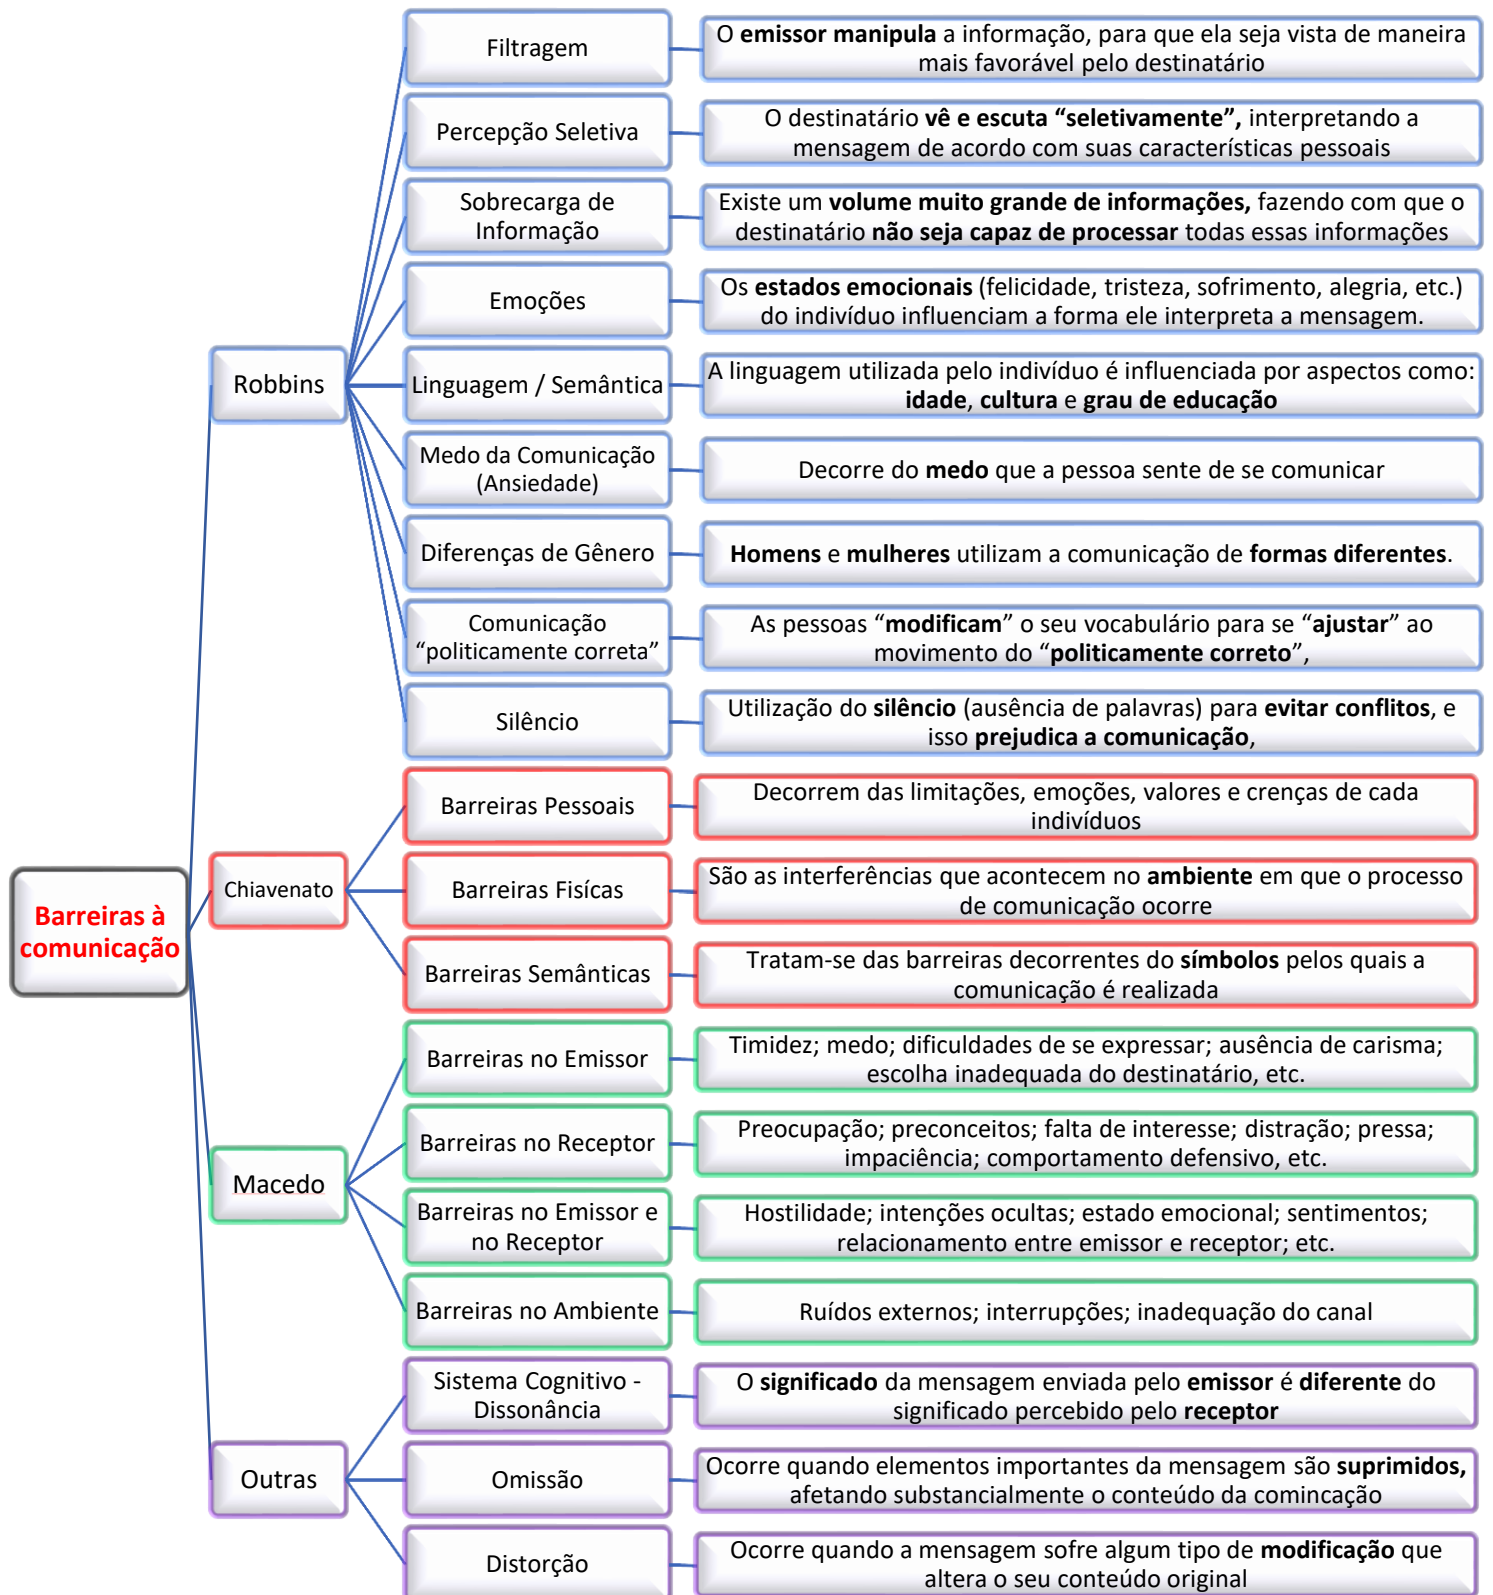 Barreiras à
comunicação
Robbins
Filtragem
O emissor manipula a informação, para que ela seja vista de maneira
mais favorável pelo destinatário
Percepção Seletiva
O destinatário vê e escuta “seletivamente”, interpretando a
mensagem de acordo com suas características pessoais
Sobrecarga de
Informação
Existe um volume muito grande de informações, fazendo com que o
destinatário não seja capaz de processar todas essas informações
Emoções
Os estados emocionais (felicidade, tristeza, sofrimento, alegria, etc.)
do indivíduo influenciam a forma ele interpreta a mensagem.
Linguagem / Semântica
A linguagem utilizada pelo indivíduo é influenciada por aspectos como:
idade, cultura e grau de educação
Medo da Comunicação
(Ansiedade)
Decorre do medo que a pessoa sente de se comunicar
Diferenças de Gênero
Homens e mulheres utilizam a comunicação de formas diferentes.
Comunicação
“politicamente correta”
As pessoas “modificam” o seu vocabulário para se “ajustar” ao
movimento do “politicamente correto”,
Silêncio
Utilização do silêncio (ausência de palavras) para evitar conflitos, e
isso prejudica a comunicação,
Chiavenato
Barreiras Pessoais
Decorrem das limitações, emoções, valores e crenças de cada
indivíduos
Barreiras Fisícas
São as interferências que acontecem no ambiente em que o processo
de comunicação ocorre
Barreiras Semânticas
Tratam-se das barreiras decorrentes do símbolos pelos quais a
comunicação é realizada
Macedo
Barreiras no Emissor
Timidez; medo; dificuldades de se expressar; ausência de carisma;
escolha inadequada do destinatário, etc.
Barreiras no Receptor
Preocupação; preconceitos; falta de interesse; distração; pressa;
impaciência; comportamento defensivo, etc.
Barreiras no Emissor e
no Receptor
Hostilidade; intenções ocultas; estado emocional; sentimentos;
relacionamento entre emissor e receptor; etc.
Barreiras no Ambiente
Ruídos externos; interrupções; inadequação do canal
Outras
Sistema Cognitivo -
Dissonância
O significado da mensagem enviada pelo emissor é diferente do
significado percebido pelo receptor
Omissão
Ocorre quando elementos importantes da mensagem são suprimidos,
afetando substancialmente o conteúdo da comincação
Distorção
Ocorre quando a mensagem sofre algum tipo de modificação que
altera o seu conteúdo original